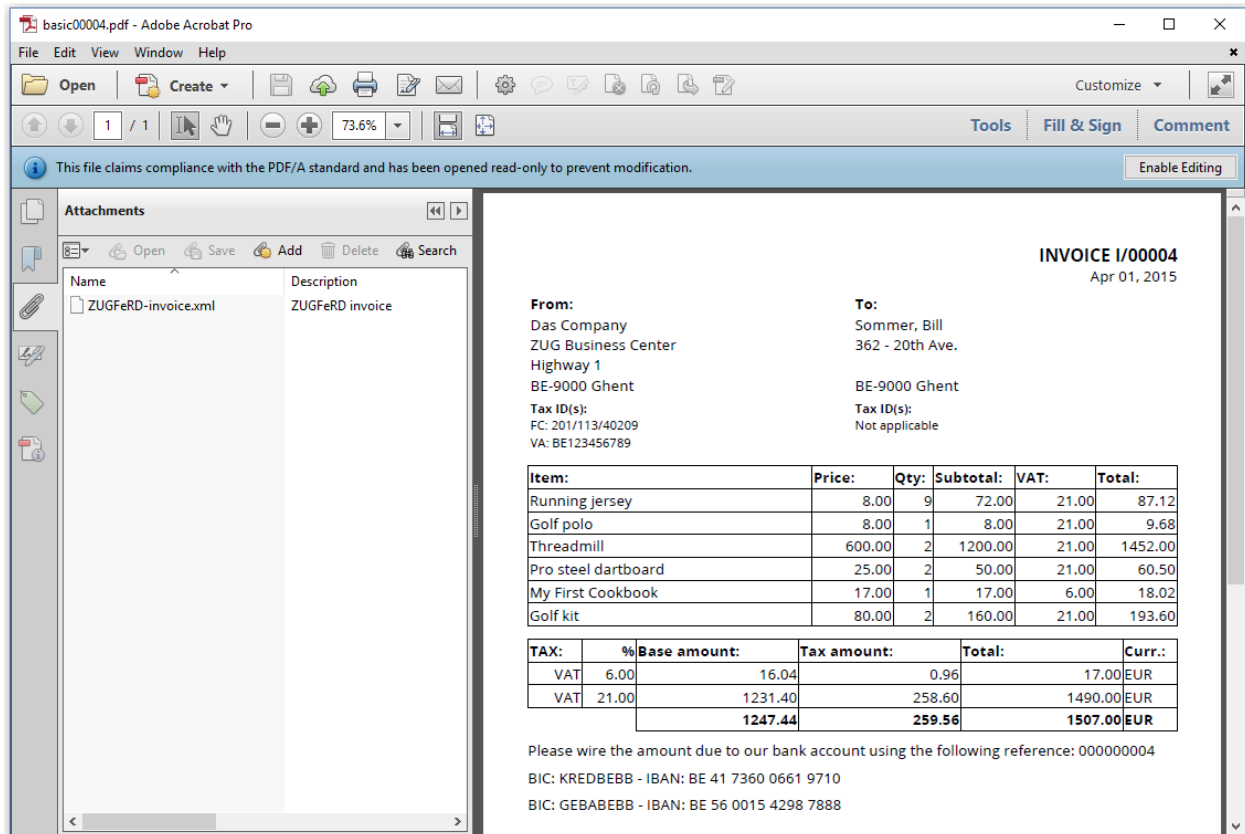 basic00004.pdf - Adobe Acrobat Pro
File Edit View Window Help
Open Create Customize
1 / 1 73.6% Tools Fill & Sign Comment
This file claims compliance with the PDF/A standard and has been opened read-only to prevent modification. Enable Editing
Attachments
Open Save Add Delete Search
Name Description
ZUGFeRD-invoice.xml ZUGFeRD invoice
INVOICE I/00004
Apr 01, 2015
From: To:
Das Company Sommer, Bill
ZUG Business Center 362 - 20th Ave.
Highway 1
BE-9000 Ghent BE-9000 Ghent
Tax ID(s): Tax ID(s):
FC: 201/113/40209 Not applicable
VA: BE123456789
Item: Price: Qty: Subtotal: VAT: Total:
Running jersey 8.00 9 72.00 21.00 87.12
Golf polo 8.00 1 8.00 21.00 9.68
Threadmill 600.00 2 1200.00 21.00 1452.00
Pro steel dartboard 25.00 2 50.00 21.00 60.50
My First Cookbook 17.00 1 17.00 6.00 18.02
Golf kit 80.00 2 160.00 21.00 193.60
TAX: % Base amount: Tax amount: Total: Curr.:
VAT 6.00 16.04 0.96 17.00 EUR
VAT 21.00 1231.40 258.60 1490.00 EUR
1247.44 259.56 1507.00 EUR
Please wire the amount due to our bank account using the following reference: 000000004
BIC: KREDBEBB - IBAN: BE 41 7360 0661 9710
BIC: GEBABEBB - IBAN: BE 56 0015 4298 7888